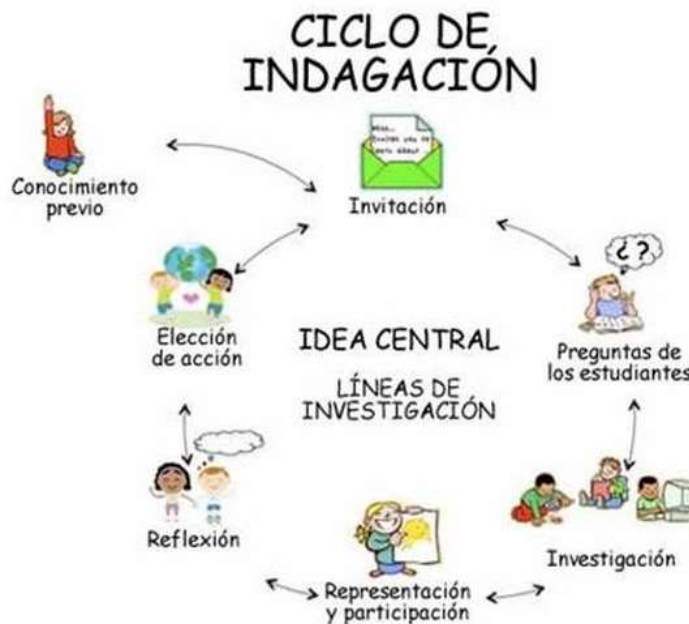 CICLO DE
INDAGACIÓN
Conocimiento
previo
Invitación
¿?
Elección
de acción
IDEA CENTRAL
LÍNEAS DE
INVESTIGACIÓN
Preguntas de
los estudiantes
Reflexión
Representación
y participación
Investigación